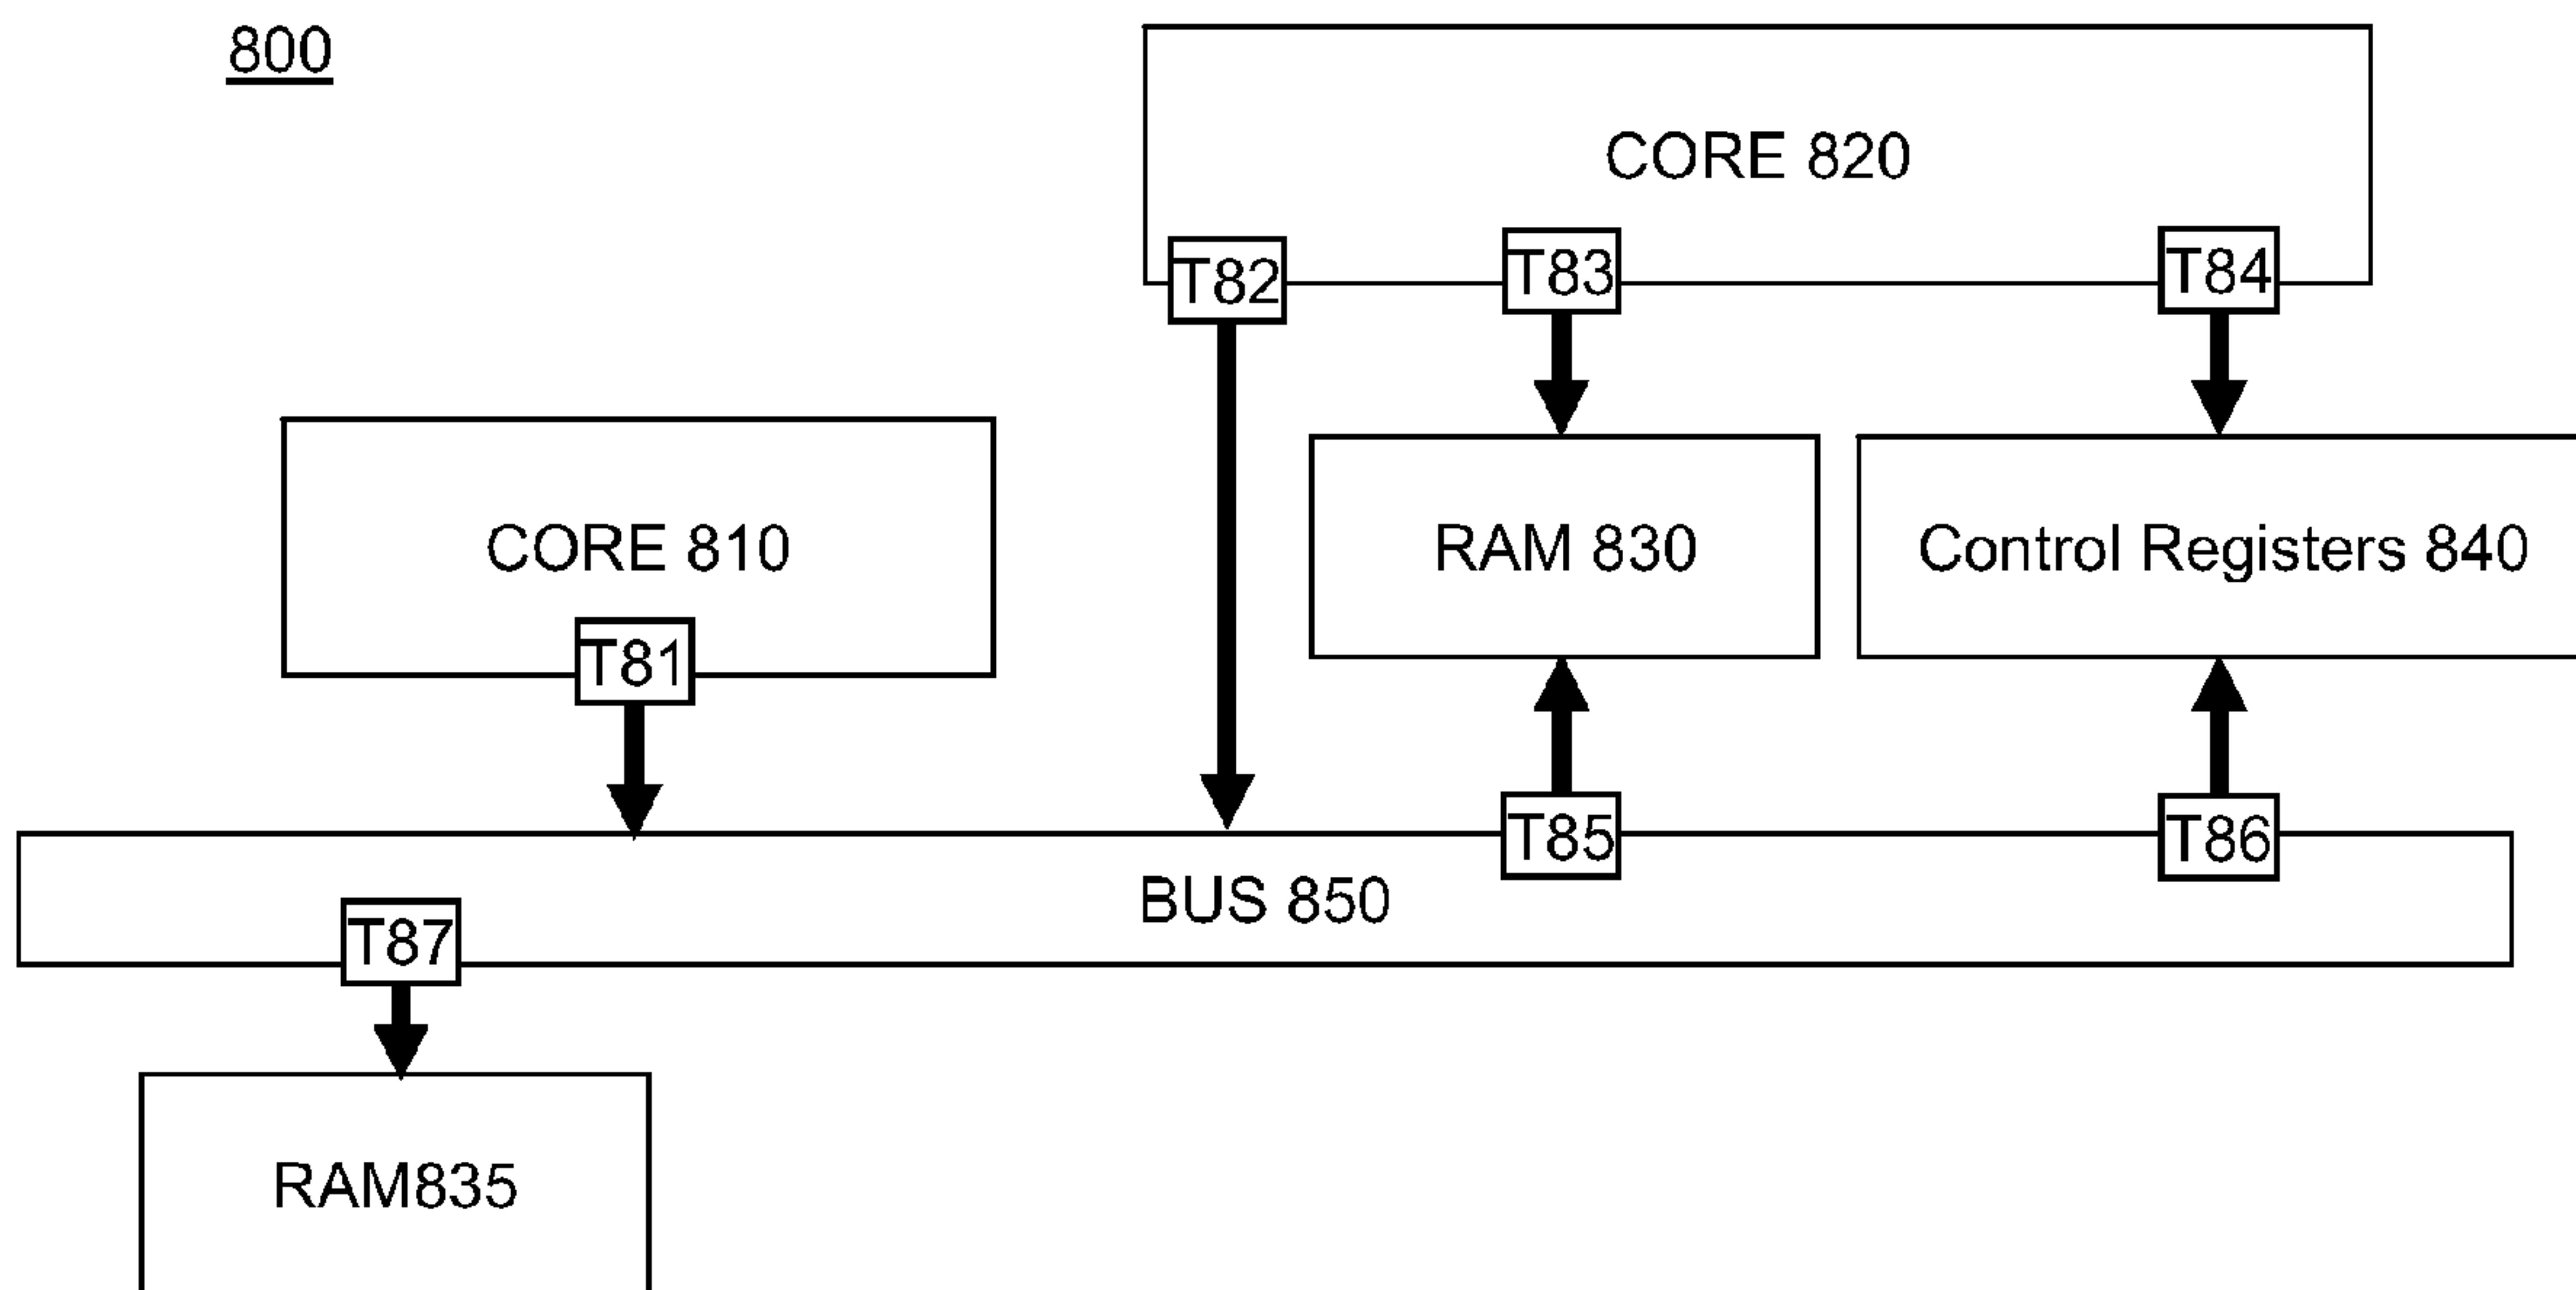 800
CORE 820
T82
T83
T84
CORE 810
RAM 830
Control Registers 840
T81
T85
T86
BUS 850
T87
RAM835